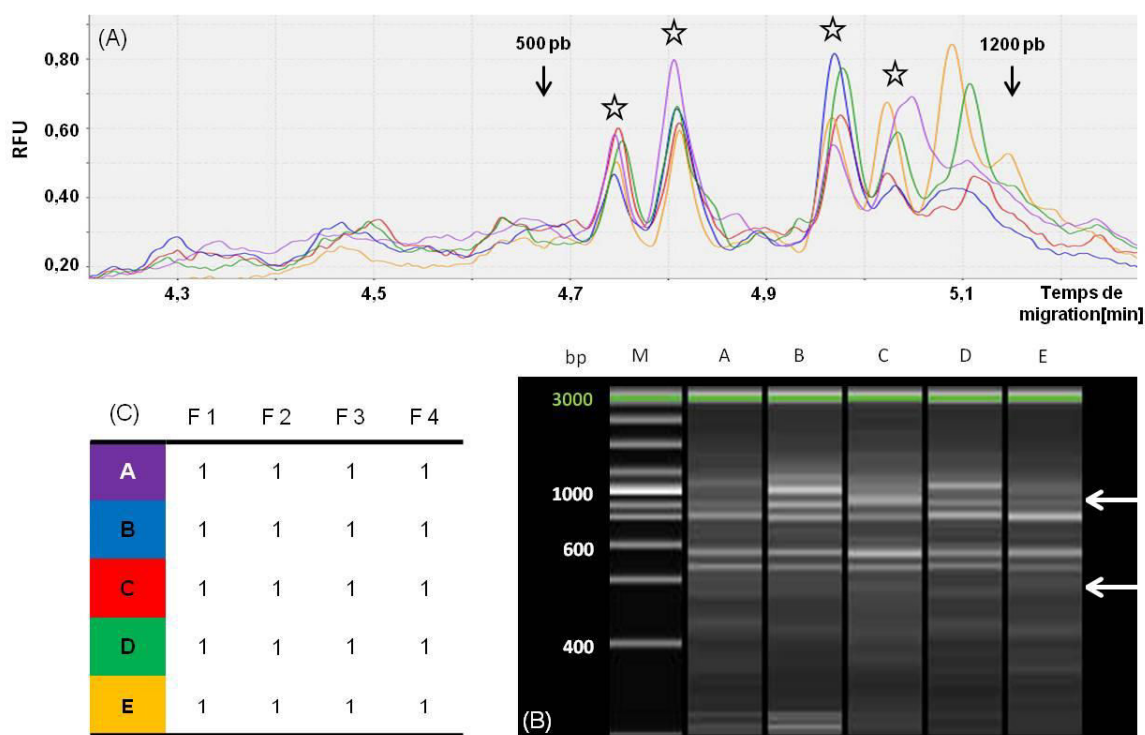 (A)
500 pb
1200 pb
RFU
0,80
0,60
0,40
0,20
4,3 4,5 4,7 4,9 5,1
Temps de
migration[min]
(C) F 1 F 2 F 3 F 4
A 1 1 1 1
B 1 1 1 1
C 1 1 1 1
D 1 1 1 1
E 1 1 1 1
bp M A B C D E
3000
1000
600
400
(B)